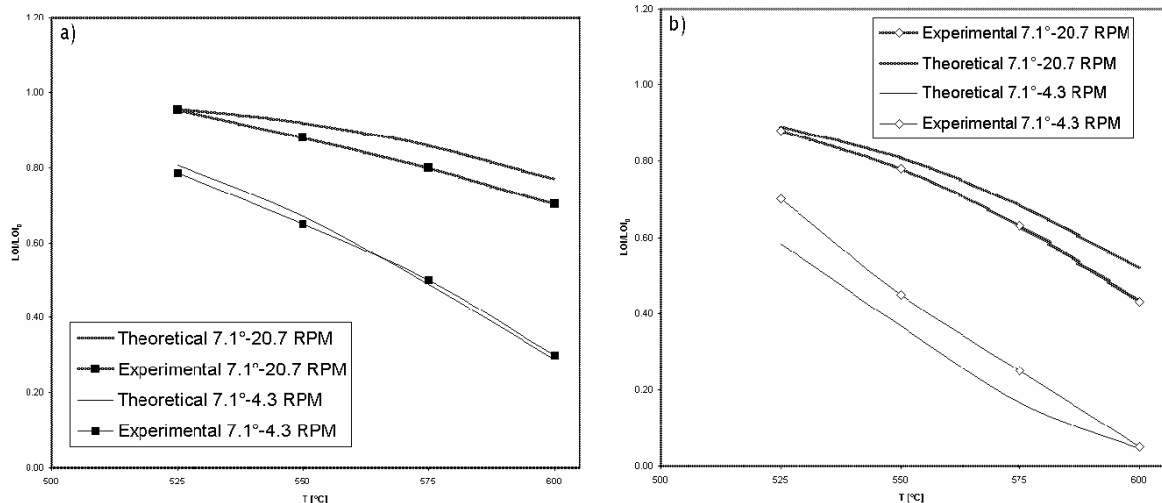 a)
1.20
1.00
0.80
0.60
0.40
0.20
0.00
LOI/LOI₀
Theoretical 7.1°-20.7 RPM
Experimental 7.1°-20.7 RPM
Theoretical 7.1°-4.3 RPM
Experimental 7.1°-4.3 RPM
500 525 550 575 600
T [°C]
b)
1.20
1.00
0.80
0.60
0.40
0.20
0.00
LOI/LOI₀
Experimental 7.1°-20.7 RPM
Theoretical 7.1°-20.7 RPM
Theoretical 7.1°-4.3 RPM
Experimental 7.1°-4.3 RPM
500 525 550 575 600
T [°C]